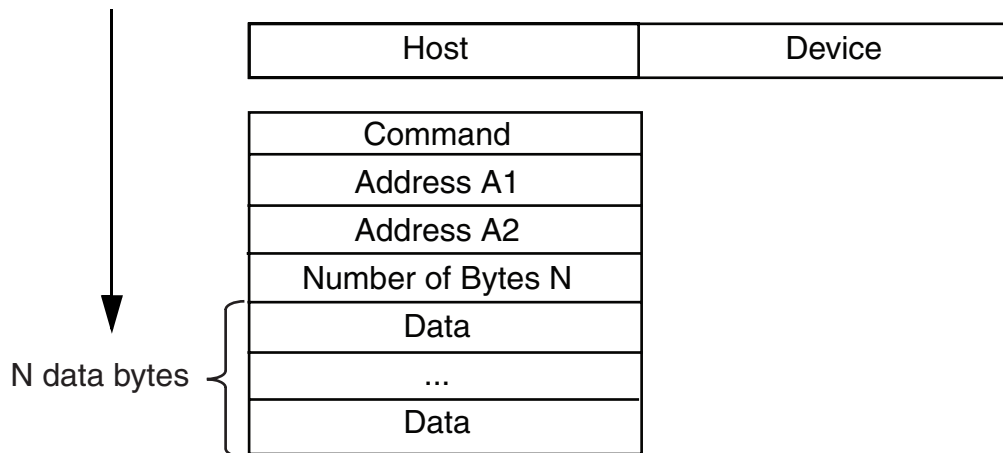 Host Device
Command
Address A1
Address A2
Number of Bytes N
Data
N data bytes ...
Data